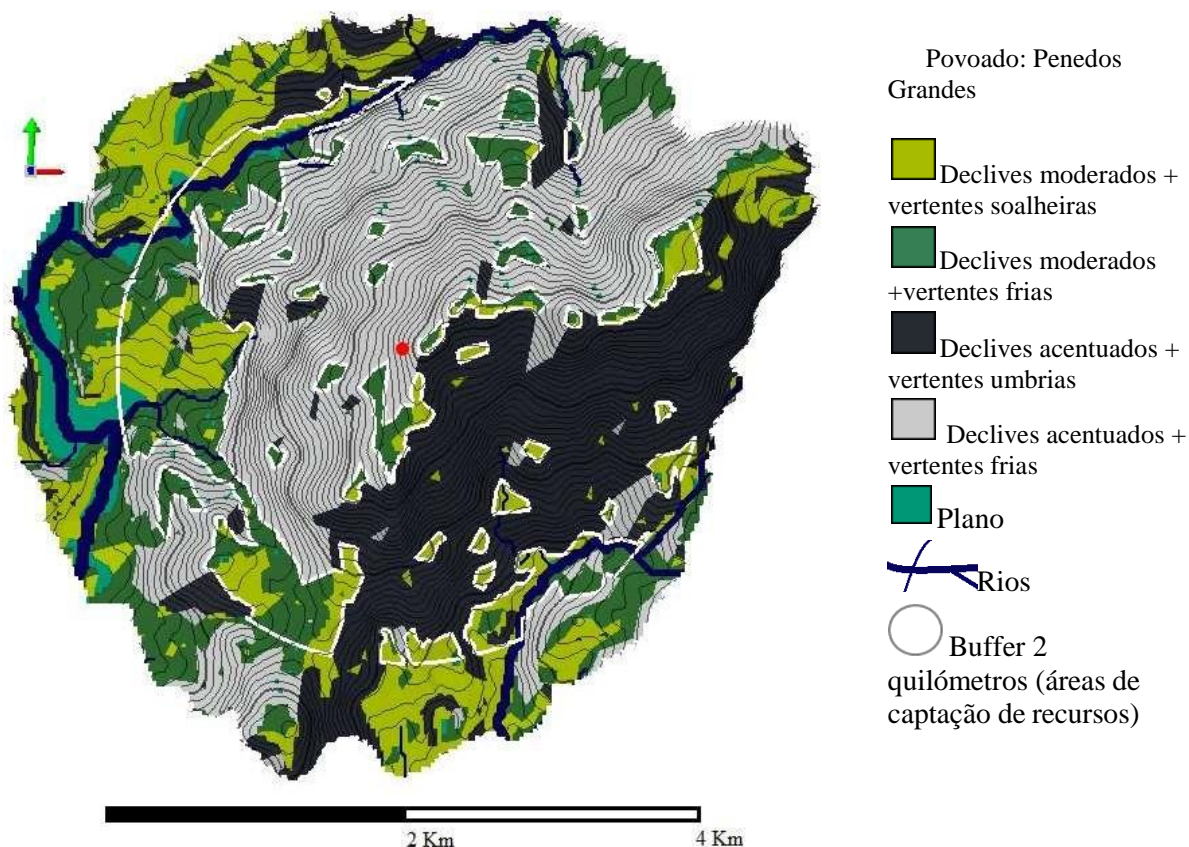 Povoado: Penedos
Grandes
Declives moderados +
vertentes soalheiras
Declives moderados
+vertentes frias
Declives acentuados +
vertentes umbrias
Declives acentuados +
vertentes frias
Plano
Rios
Buffer 2
quilómetros (áreas de
captação de recursos)
2 Km
4 Km